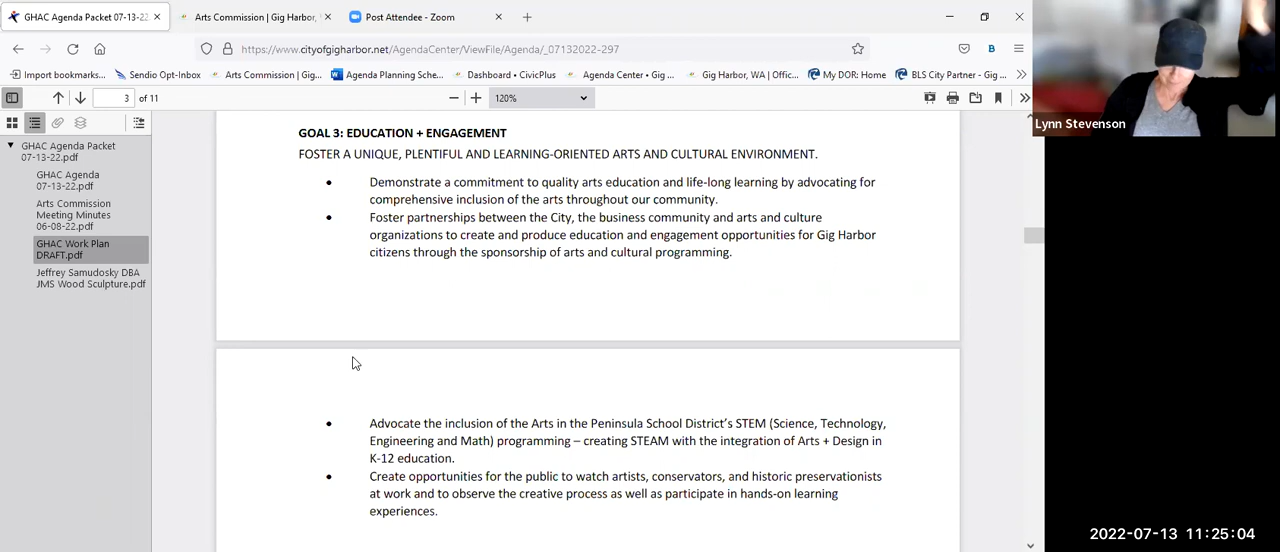 GHAC Agenda Packet 07-13-22
Arts Commission | Gig Harbor,
Post Attendee - Zoom
https://www.cityofgigharbor.net/AgendaCenter/ViewFile/Agenda/_07132022-297
Import bookmarks...
Sendio Opt-Inbox
Arts Commission | Gig...
Agenda Planning Sche...
Dashboard • CivicPlus
Agenda Center • Gig ...
Gig Harbor, WA | Offic...
My DOR: Home
BLS City Partner - Gig ...
3 of 11
120%
GHAC Agenda Packet
07-13-22.pdf
GHAC Agenda
07-13-22.pdf
Arts Commission
Meeting Minutes
06-08-22.pdf
GHAC Work Plan
DRAFT.pdf
Jeffrey Samudosky DBA
JMS Wood Sculpture.pdf
GOAL 3: EDUCATION + ENGAGEMENT
FOSTER A UNIQUE, PLENTIFUL AND LEARNING-ORIENTED ARTS AND CULTURAL ENVIRONMENT.
• Demonstrate a commitment to quality arts education and life-long learning by advocating for
comprehensive inclusion of the arts throughout our community.
• Foster partnerships between the City, the business community and arts and culture
organizations to create and produce education and engagement opportunities for Gig Harbor
citizens through the sponsorship of arts and cultural programming.
• Advocate the inclusion of the Arts in the Peninsula School District's STEM (Science, Technology,
Engineering and Math) programming – creating STEAM with the integration of Arts + Design in
K-12 education.
• Create opportunities for the public to watch artists, conservators, and historic preservationists
at work and to observe the creative process as well as participate in hands-on learning
experiences.
Lynn Stevenson
2022-07-13 11:25:04